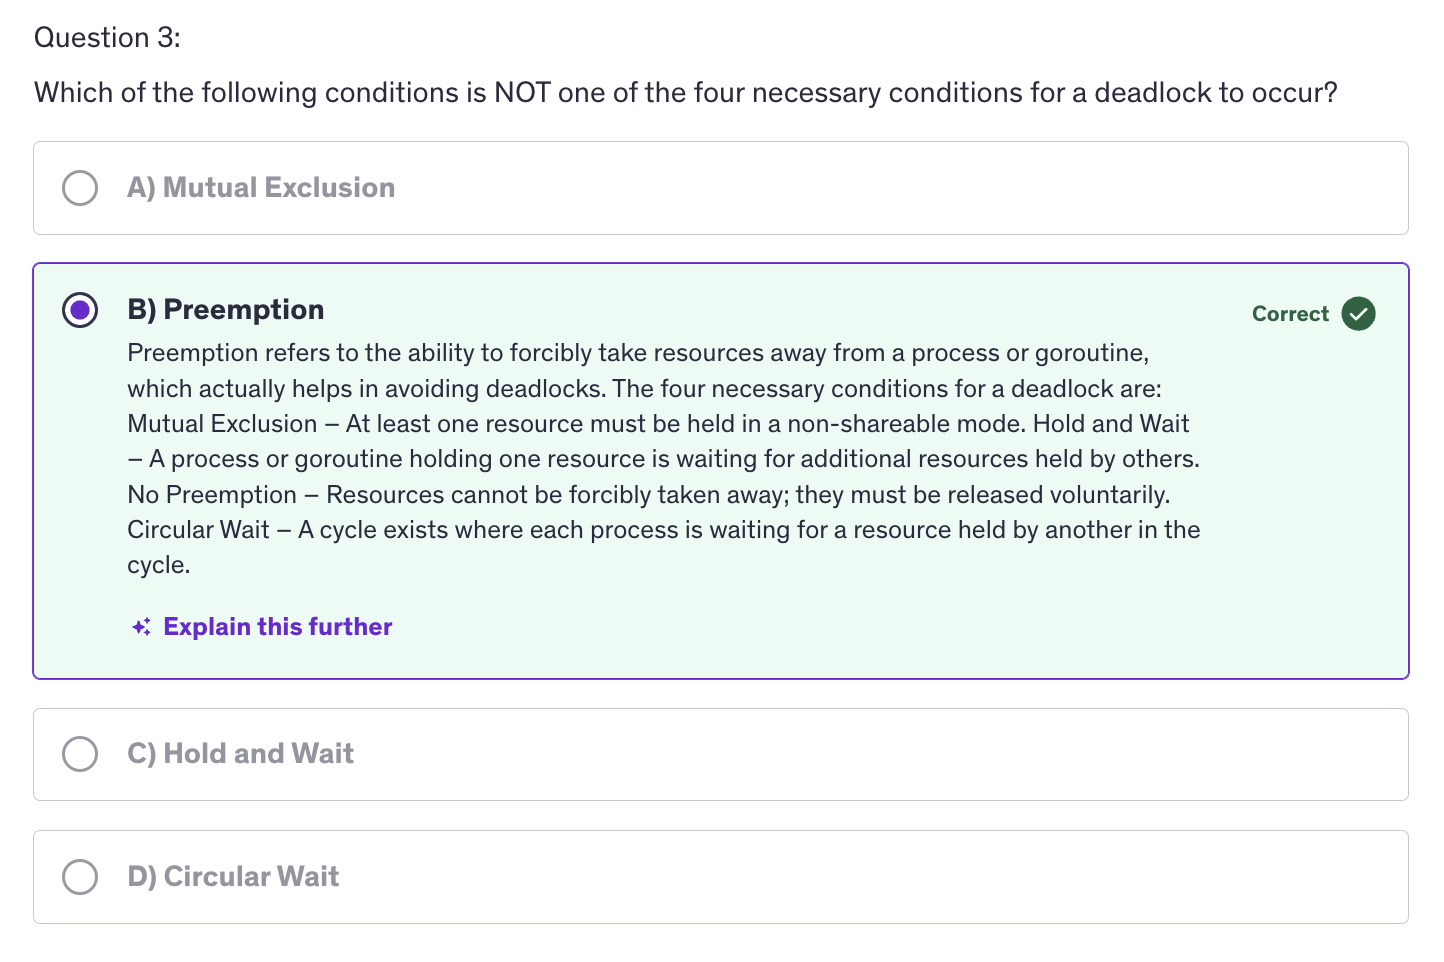 Question 3:
Which of the following conditions is NOT one of the four necessary conditions for a deadlock to occur?
A) Mutual Exclusion
B) Preemption
Correct
Preemption refers to the ability to forcibly take resources away from a process or goroutine,
which actually helps in avoiding deadlocks. The four necessary conditions for a deadlock are:
Mutual Exclusion – At least one resource must be held in a non-shareable mode. Hold and Wait
– A process or goroutine holding one resource is waiting for additional resources held by others.
No Preemption – Resources cannot be forcibly taken away; they must be released voluntarily.
Circular Wait – A cycle exists where each process is waiting for a resource held by another in the
cycle.
Explain this further
C) Hold and Wait
D) Circular Wait